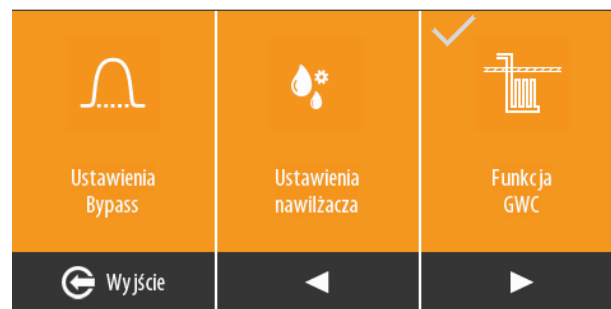 Ustawienia
Bypass
Ustawienia
nawilżacza
Funkcja
GWC
Wyjście